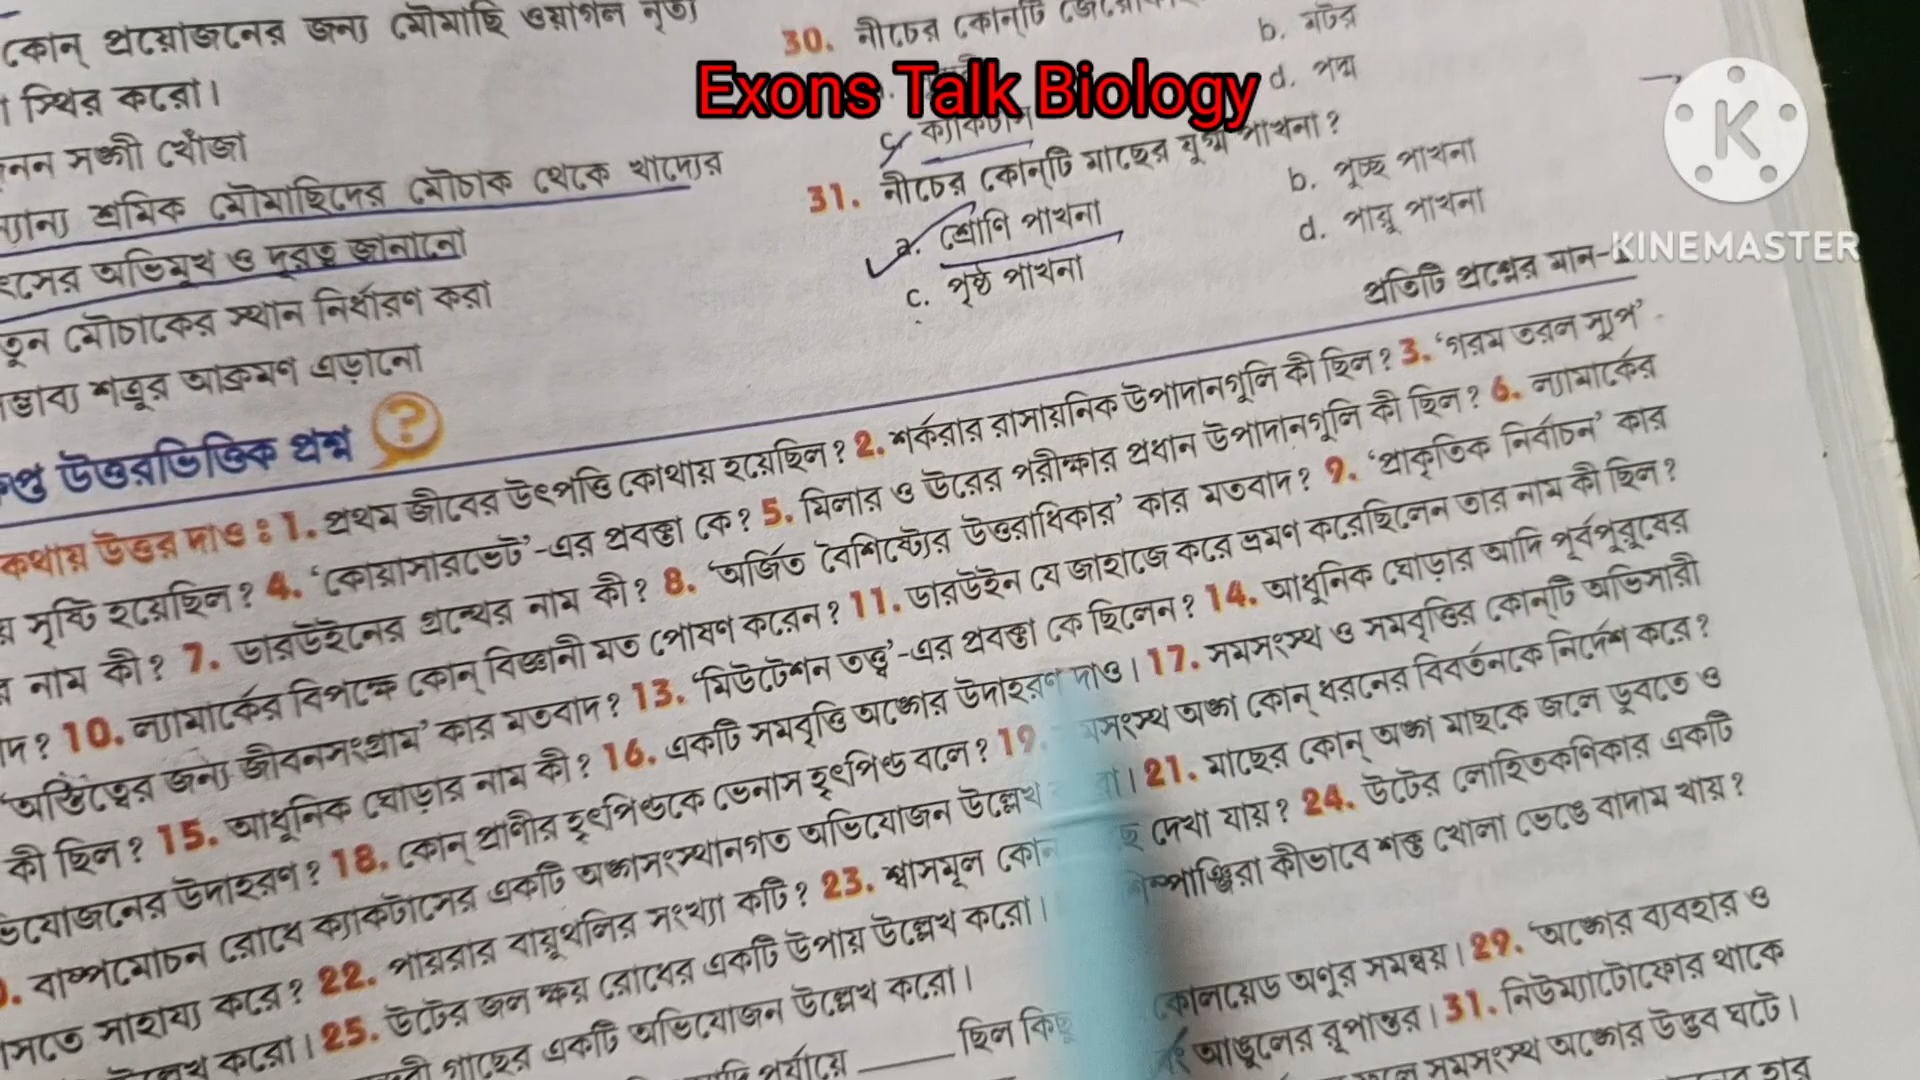 কোন্ প্রয়োজনের জন্য মৌমাছি ওয়াগল নৃত্য
স্থির করো।
সঙ্গী খোঁজা
শ্রমিক মৌমাছিদের মৌচাক থেকে খাদ্যের
অভিমুখ ও দূরত্ব জানানো
মৌচাকের স্থান নির্ধারণ করা
শত্রুর আক্রমণ এড়ানো
30. নীচের কোন্‌টি
b. মটর
c. ক্যাকটাস
d. পদ্ম
31. নীচের কোন্‌টি মাছের যুগ্ম পাখনা?
a. শ্রোণি পাখনা
b. পুচ্ছ পাখনা
c. পৃষ্ঠ পাখনা
d. পায়ু পাখনা
Exons Talk Biology
KINEMASTER
উত্তরভিত্তিক প্রশ্ন
প্রতিটি প্রশ্নের মান-
কথায় উত্তর দাও : 1. প্রথম জীবের উৎপত্তি কোথায় হয়েছিল? 2. শর্করার রাসায়নিক উপাদানগুলি কী ছিল? 3. ‘গরম তরল স্যুপ’
সৃষ্টি হয়েছিল? 4. ‘কোয়াসারভেট’-এর প্রবক্তা কে? 5. মিলার ও উরের পরীক্ষার প্রধান উপাদানগুলি কী ছিল? 6. ল্যামার্কের
নাম কী? 7. ডারউইনের গ্রন্থের নাম কী? 8. ‘অর্জিত বৈশিষ্ট্যের উত্তরাধিকার’ কার মতবাদ? 9. ‘প্রাকৃতিক নির্বাচন’ কার
10. ল্যামার্কের বিপক্ষে কোন্ বিজ্ঞানী মত পোষণ করেন? 11. ডারউইন যে জাহাজে করে ভ্রমণ করেছিলেন তার নাম কী ছিল?
‘অস্তিত্বের জন্য জীবনসংগ্রাম’ কার মতবাদ? 13. ‘মিউটেশন তত্ত্ব’-এর প্রবক্তা কে ছিলেন? 14. আধুনিক ঘোড়ার আদি পূর্বপুরুষের
কী ছিল? 15. আধুনিক ঘোড়ার নাম কী? 16. একটি সমবৃত্তি অঙ্গের উদাহরণ দাও। 17. সমসংস্থ ও সমবৃত্তির কোন্‌টি অভিসারী
উদাহরণ? 18. কোন্ প্রাণীর হৃৎপিণ্ডকে ভেনাস হৃৎপিণ্ড বলে? 19. অঙ্গ কোন্ ধরনের বিবর্তনকে নির্দেশ করে?
বাষ্পমোচন রোধে ক্যাকটাসের একটি অঙ্গসংস্থানগত অভিযোজন উল্লেখ 21. মাছের কোন্ অঙ্গ মাছকে জলে ডুবতে ও
সাহায্য করে? 22. পায়রার বায়ুথলির সংখ্যা কটি? 23. শ্বাসমূল দেখা যায়? 24. উটের লোহিতকণিকার একটি
করো। 25. উটের জল ক্ষয় রোধের একটি উপায় উল্লেখ করো। কীভাবে শক্ত খোলা ভেঙে বাদাম খায়?
গাছের একটি অভিযোজন উল্লেখ করো।
পর্যায়ে ______ ছিল কিছু কোলয়েড অণুর সমন্বয়। 29. অঙ্গের ব্যবহার ও
আঙুলের রূপান্তর। 31. নিউম্যাটোফোর থাকে
সমসংস্থ অঙ্গের উদ্ভব ঘটে।